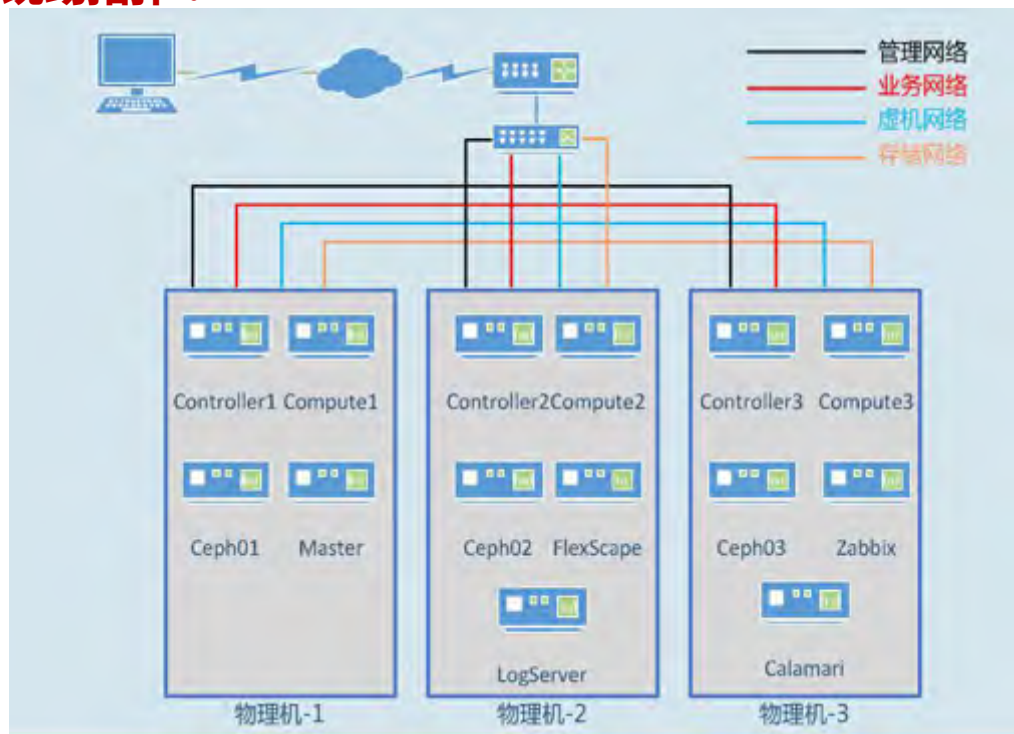 管理网络
业务网络
虚机网络
存储网络
Controller1 Compute1
Controller2Compute2
Controller3 Compute3
Ceph01 Master
Ceph02 FlexScape
Ceph03 Zabbix
LogServer
Calamari
物理机-1
物理机-2
物理机-3